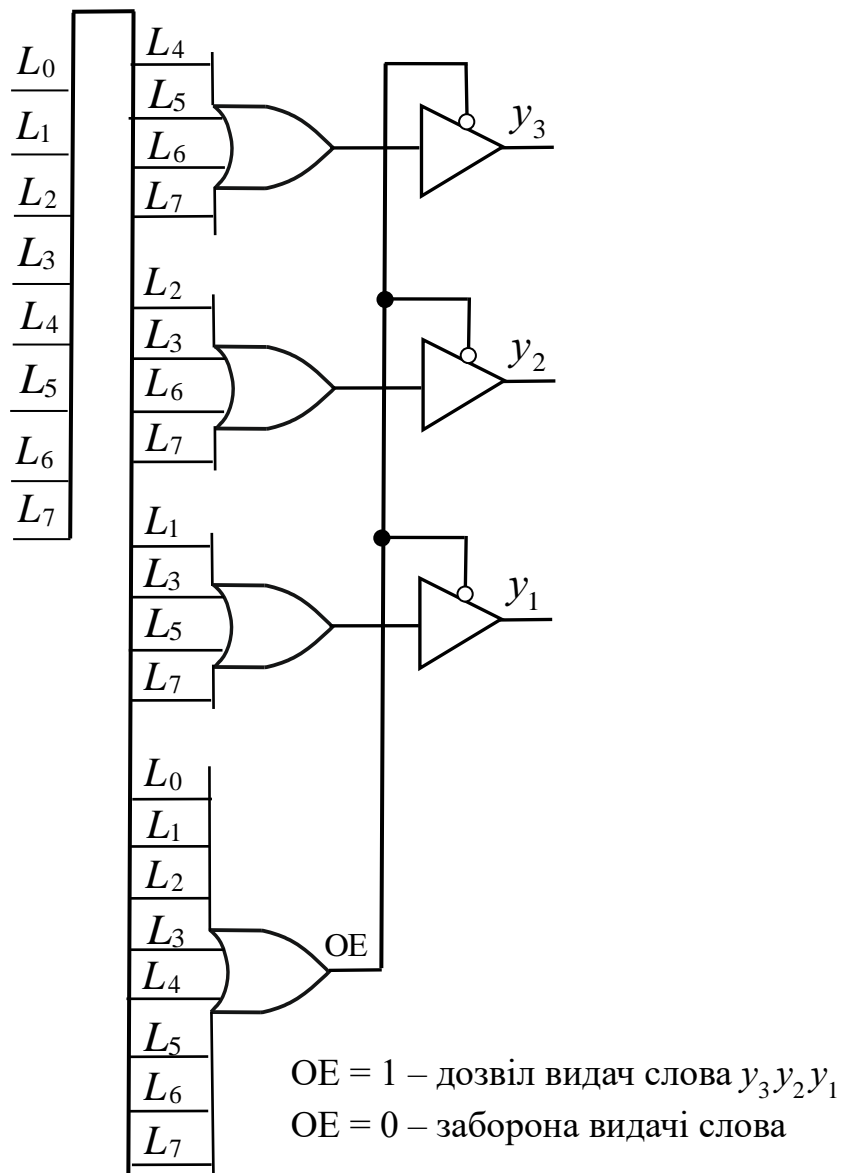 L0
L1
L2
L3
L4
L5
L6
L7
L4
L5
L6
L7
y3
L2
L3
L6
L7
y2
L1
L3
L5
L7
y1
L0
L1
L2
L3
L4
L5
L6
L7
OE
OE = 1 – дозвіл видач слова y3y2y1
OE = 0 – заборона видачі слова